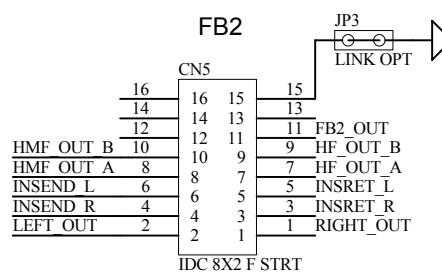 FB2
JP3
LINK OPT
CN5
16 16 15 15
14 14 13 13
12 12 11 11 FB2_OUT
HMF_OUT_B 10 10 9 9 HF_OUT_B
HMF_OUT_A 8 8 7 7 HF_OUT_A
INSEND_L 6 6 5 5 INSRET_L
INSEND_R 4 4 3 3 INSRET_R
LEFT_OUT 2 2 1 1 RIGHT_OUT
IDC 8X2 F STRT